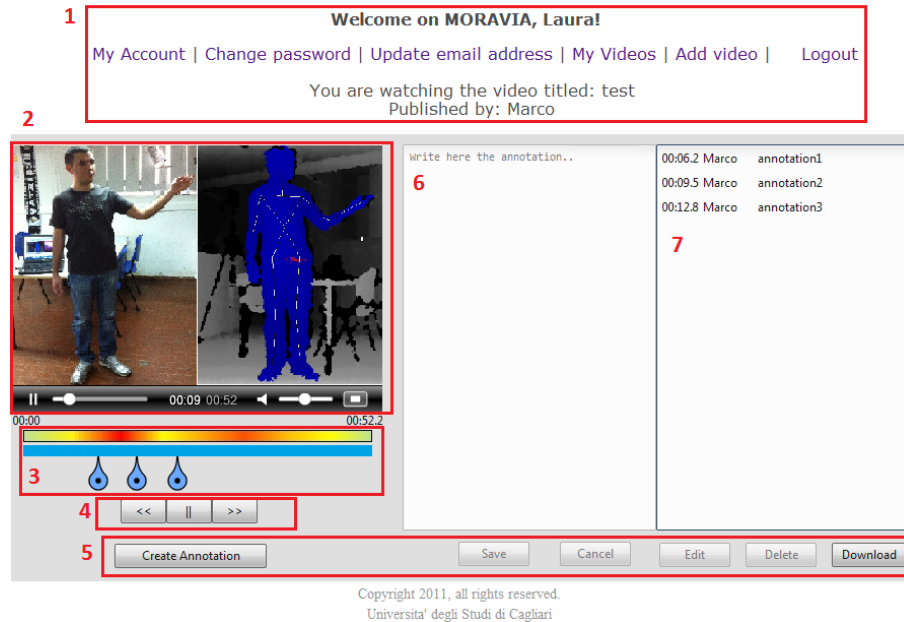 1
Welcome on MORAVIA, Laura!
My Account | Change password | Update email address | My Videos | Add video | Logout
You are watching the video titled: test
Published by: Marco
2
00:09 00:52
00:00 00:52.2
3
4
<< || >>
5
Create Annotation
Write here the annotation..
6
00:06.2 Marco annotation1
00:09.5 Marco annotation2
00:12.8 Marco annotation3
7
Save Cancel Edit Delete Download
Copyright 2011, all rights reserved.
Universita' degli Studi di Cagliari